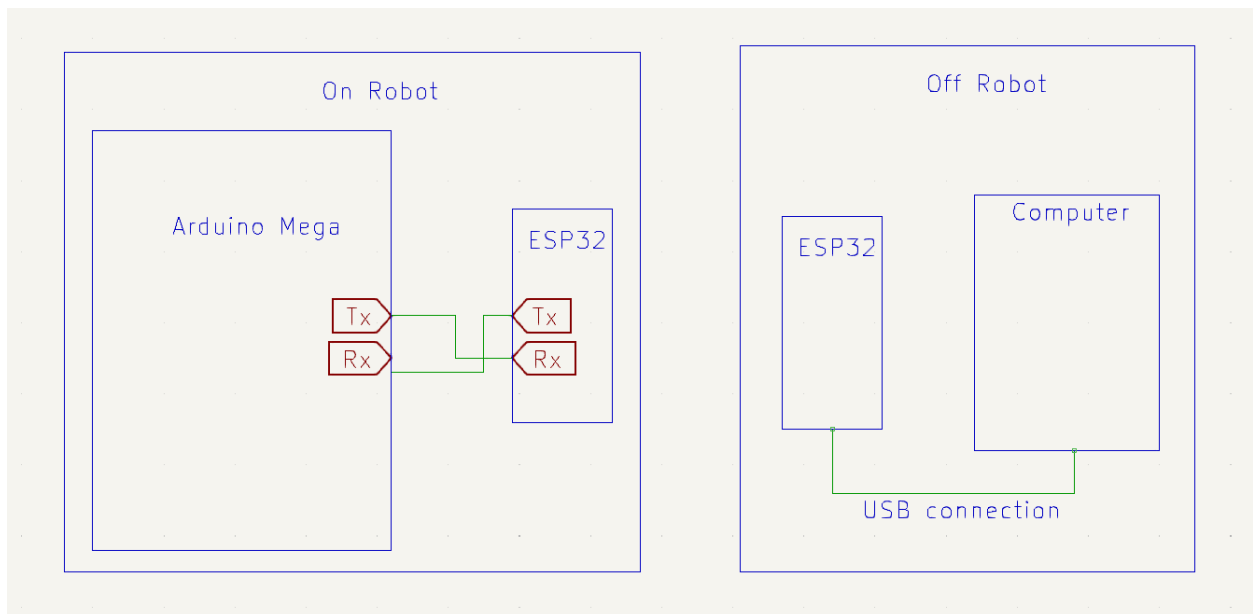 On Robot
Arduino Mega
ESP32
Tx
Rx
Tx
Rx
Off Robot
ESP32
Computer
USB connection